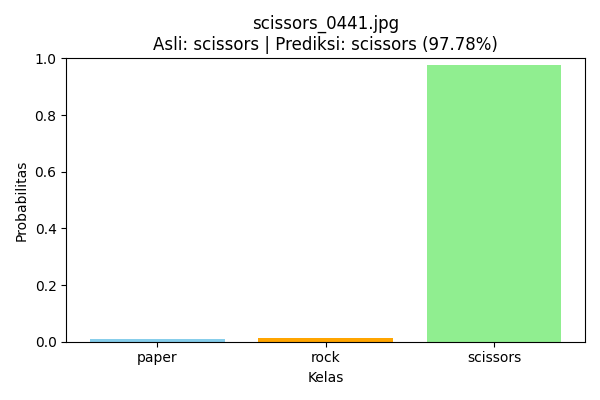 scissors_0441.jpg
Asli: scissors | Prediksi: scissors (97.78%)
Probabilitas
1.0
0.8
0.6
0.4
0.2
0.0
paper rock scissors
Kelas